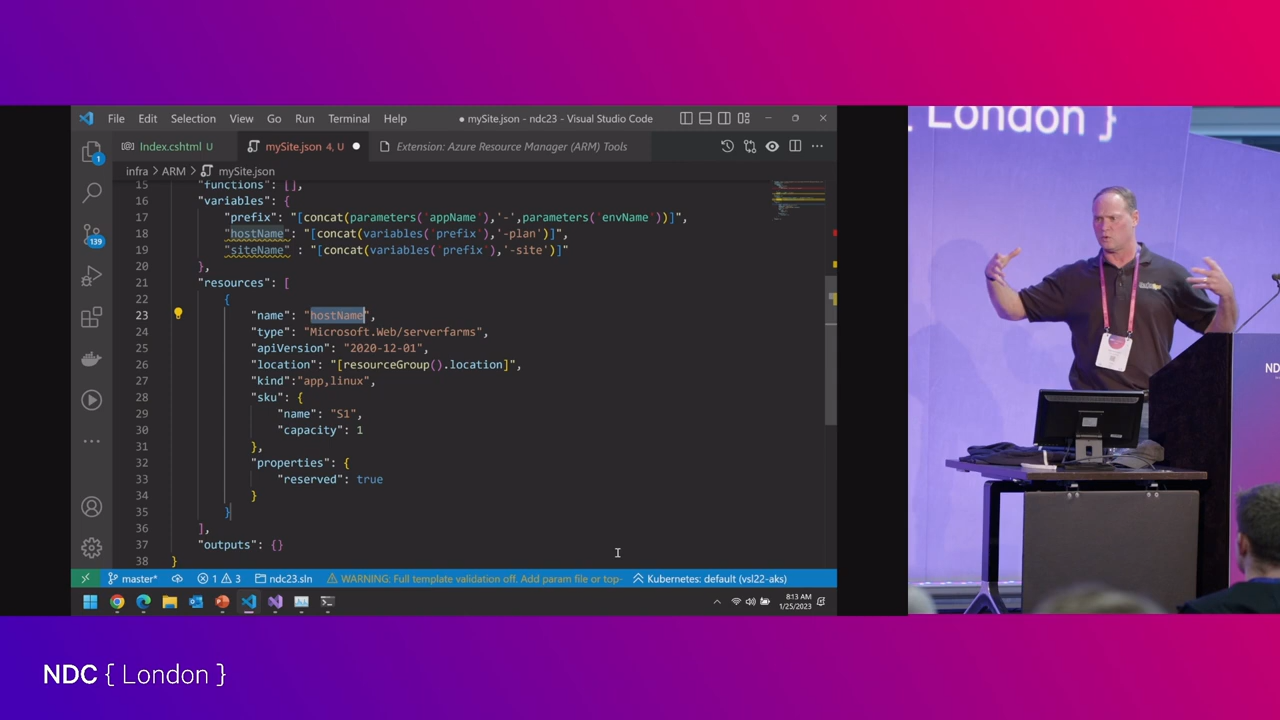 File Edit Selection View Go Run Terminal Help
● mySite.json - ndc23 - Visual Studio Code
Index.cshtml U
mySite.json 4, U ●
Extension: Azure Resource Manager (ARM) Tools
infra > ARM > mySite.json
15 "functions": [],
16 "variables": {
17 "prefix": "[concat(parameters('appName'),'-',parameters('envName'))]",
18 "hostName": "[concat(variables('prefix'),'-plan')]",
19 "siteName" : "[concat(variables('prefix'),'-site')]"
20 },
21 "resources": [
22 {
23 "name": "hostName",
24 "type": "Microsoft.Web/serverfarms",
25 "apiVersion": "2020-12-01",
26 "location": "[resourceGroup().location]",
27 "kind":"app,linux",
28 "sku": {
29 "name": "S1",
30 "capacity": 1
31 },
32 "properties": {
33 "reserved": true
34 }
35 }
36 ],
37 "outputs": {}
38 }
1
139
master* 1 3 ndc23.sln WARNING: Full template validation off. Add param file or top- Kubernetes: default (vsl22-aks)
8:13 AM
1/25/2023
London }
ND
NDC { London }